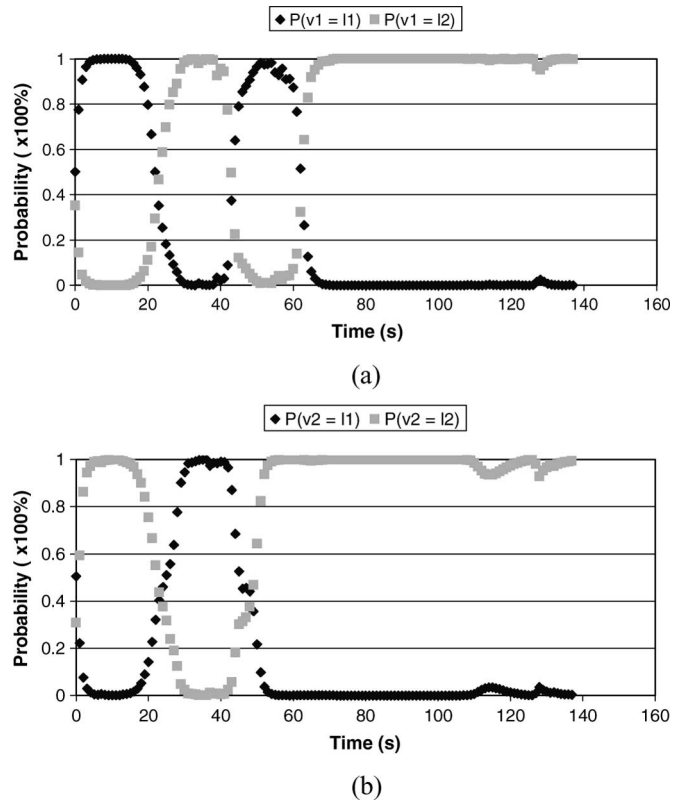 P(v1 = l1) P(v1 = l2)
1
0.8
0.6
0.4
0.2
0
Probability ( x100%)
0 20 40 60 80 100 120 140 160
Time (s)
(a)
P(v2 = l1) P(v2 = l2)
1
0.8
0.6
0.4
0.2
0
Probability ( x100%)
0 20 40 60 80 100 120 140 160
Time (s)
(b)